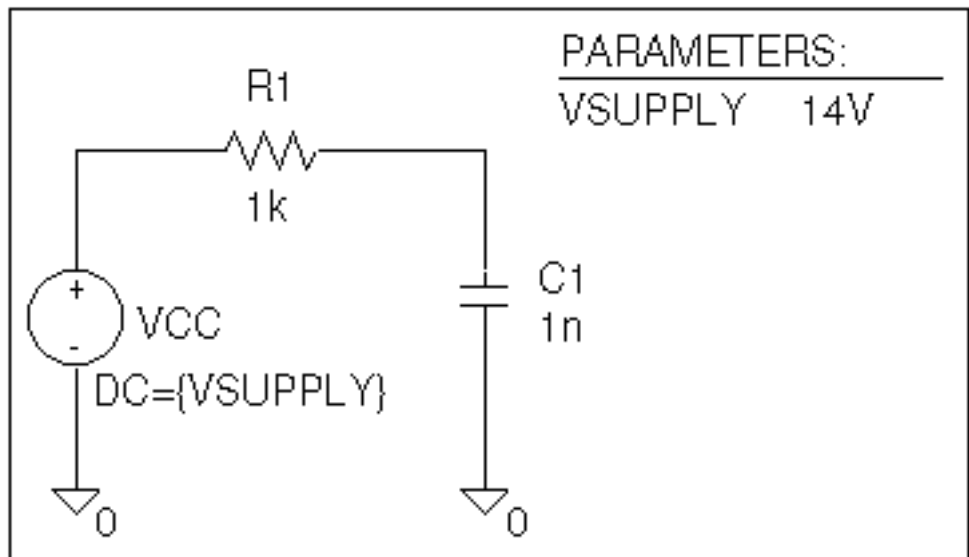 PARAMETERS:
VSUPPLY 14V
R1
1k
+
-
VCC
DC={VSUPPLY}
C1
1n
0
0